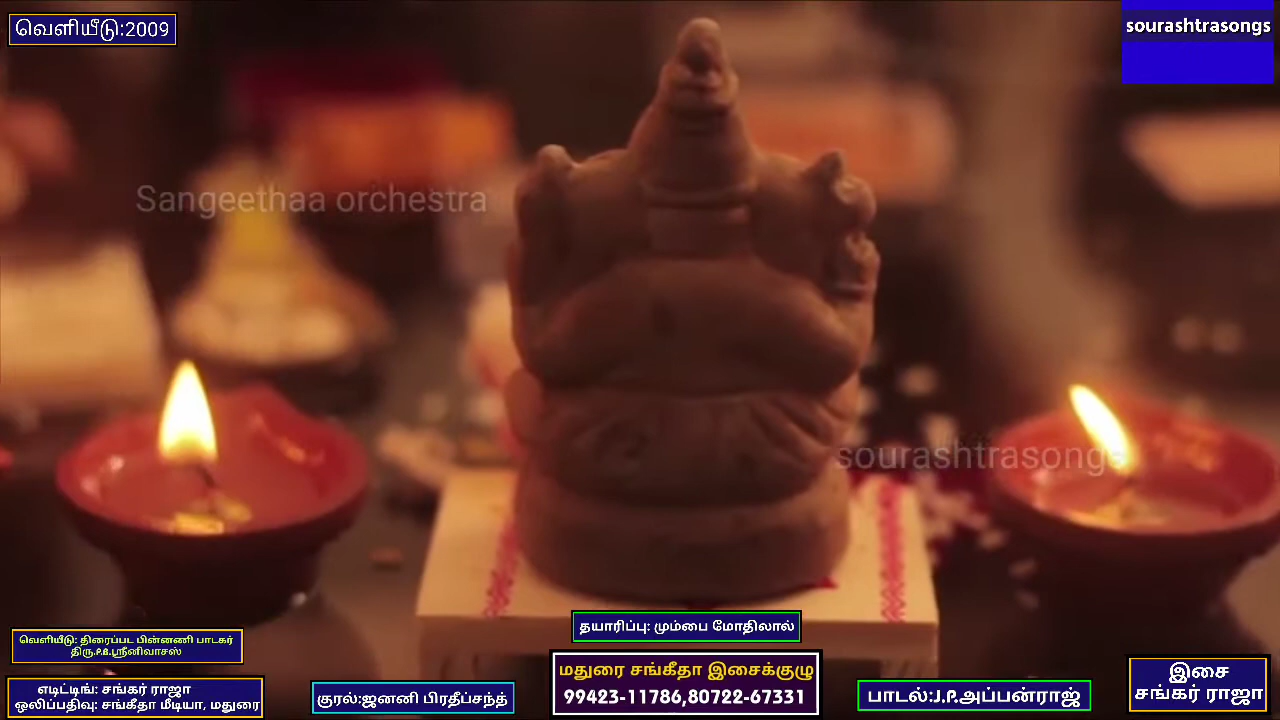 வெளியீடு:2009
sourashtrasongs
Sangeethaa orchestra
sourashtrasongs
வெளியீடு: திரைப்பட பின்னணி பாடகர்
திரு.P.B.ஸ்ரீனிவாசஸ்
எடிட்டிங்: சங்கர் ராஜா
ஒலிப்பதிவு: சங்கீதா மீடியா, மதுரை
குரல்:ஜனனி பிரதீப்சந்த்
தயாரிப்பு: மும்பை மோதிலால்
மதுரை சங்கீதா இசைக்குழு
99423-11786,80722-67331
பாடல்:J.P.அப்பன்ராஜ்
இசை
சங்கர் ராஜா